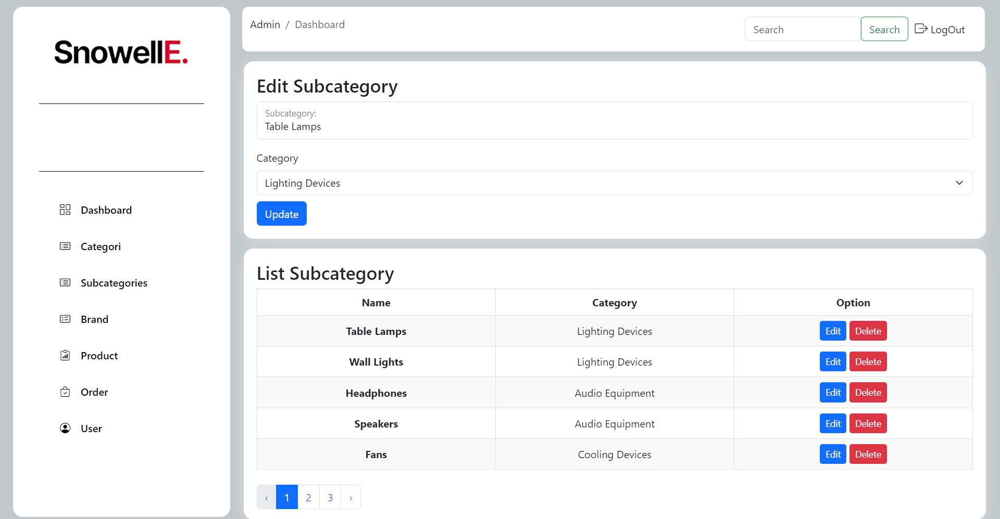 SnowellE.
Dashboard
Categori
Subcategories
Brand
Product
Order
User
Admin / Dashboard
Search Search LogOut
Edit Subcategory
Subcategory:
Table Lamps
Category
Lighting Devices
Update
List Subcategory
Name Category Option
Table Lamps Lighting Devices Edit Delete
Wall Lights Lighting Devices Edit Delete
Headphones Audio Equipment Edit Delete
Speakers Audio Equipment Edit Delete
Fans Cooling Devices Edit Delete
‹ 1 2 3 ›